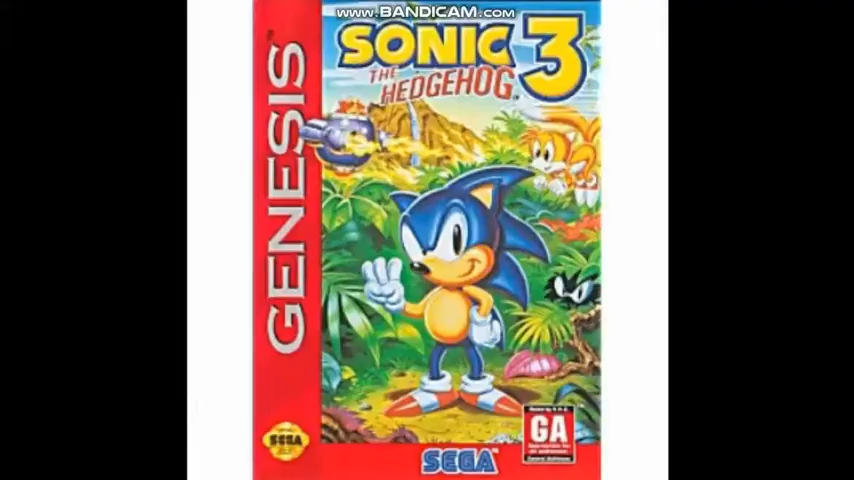 www.BANDICAM.com
SONIC 3
THE
HEDGEHOG
GENESIS
SEGA
GA
SEGA